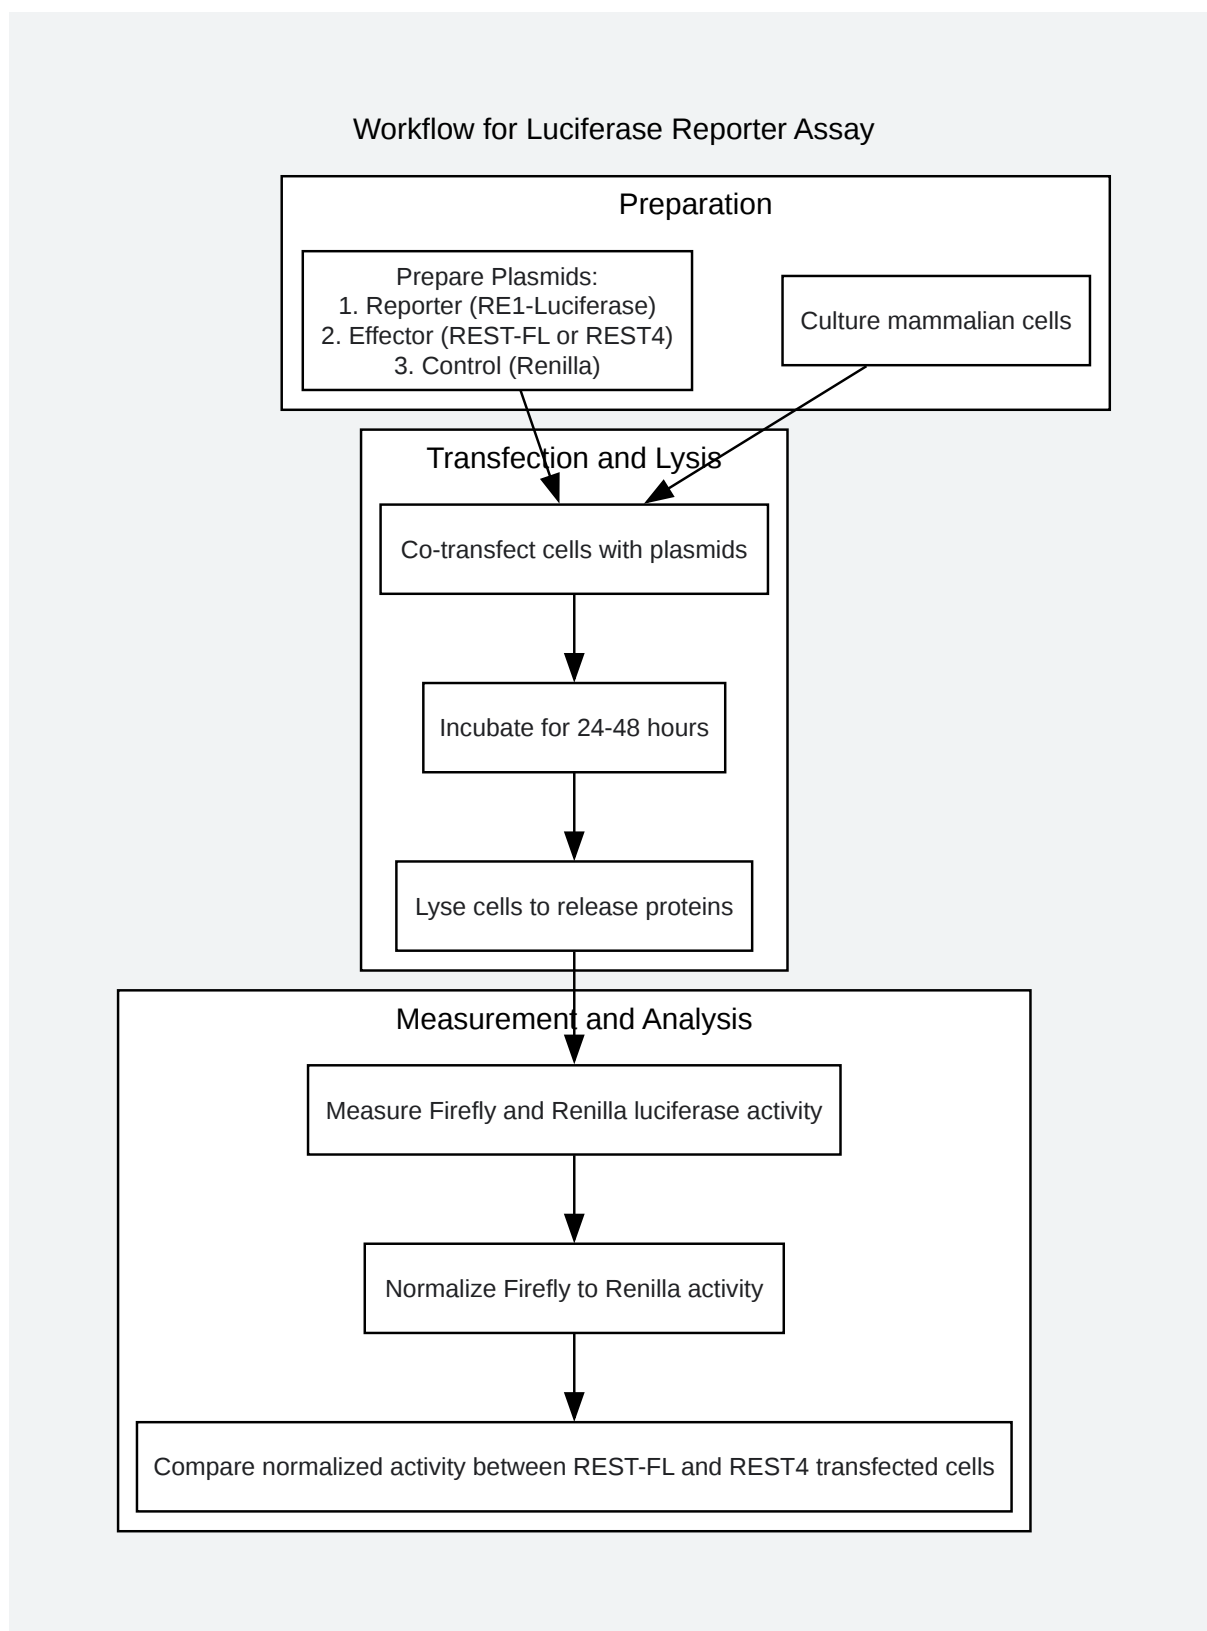 Workflow for Luciferase Reporter Assay
Preparation
Prepare Plasmids:
1. Reporter (RE1-Luciferase)
2. Effector (REST-FL or REST4)
3. Control (Renilla)
Culture mammalian cells
Transfection and Lysis
Co-transfect cells with plasmids
Incubate for 24-48 hours
Lyse cells to release proteins
Measurement and Analysis
Measure Firefly and Renilla luciferase activity
Normalize Firefly to Renilla activity
Compare normalized activity between REST-FL and REST4 transfected cells